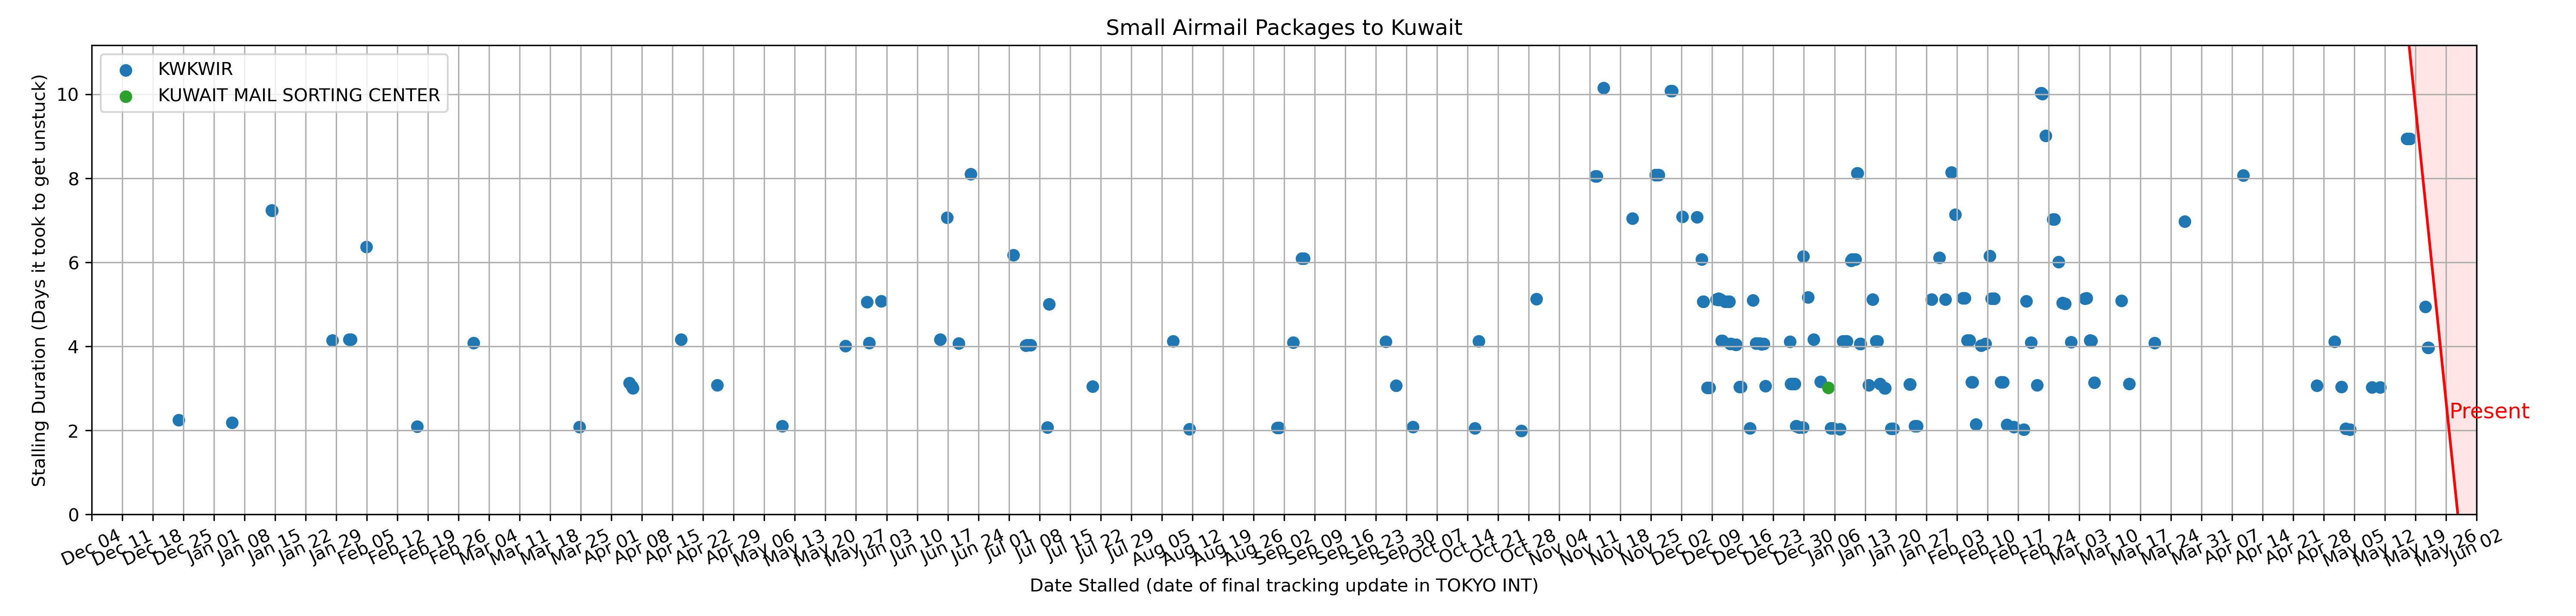 Small Airmail Packages to Kuwait
KWKWIR
KUWAIT MAIL SORTING CENTER
Stalling Duration (Days it took to get unstuck)
10
8
6
4
2
0
Present
Dec 04 Dec 11 Dec 18 Dec 25 Jan 01 Jan 08 Jan 15 Jan 22 Jan 29 Feb 05 Feb 12 Feb 19 Feb 26 Mar 04 Mar 11 Mar 18 Mar 25 Apr 01 Apr 08 Apr 15 Apr 22 Apr 29 May 06 May 13 May 20 May 27 Jun 03 Jun 10 Jun 17 Jun 24 Jul 01 Jul 08 Jul 15 Jul 22 Jul 29 Aug 05 Aug 12 Aug 19 Aug 26 Sep 02 Sep 09 Sep 16 Sep 23 Sep 30 Oct 07 Oct 14 Oct 21 Oct 28 Nov 04 Nov 11 Nov 18 Nov 25 Dec 02 Dec 09 Dec 16 Dec 23 Dec 30 Jan 06 Jan 13 Jan 20 Jan 27 Feb 03 Feb 10 Feb 17 Feb 24 Mar 03 Mar 10 Mar 17 Mar 24 Mar 31 Apr 07 Apr 14 Apr 21 Apr 28 May 05 May 12 May 19 May 26 Jun 02
Date Stalled (date of final tracking update in TOKYO INT)